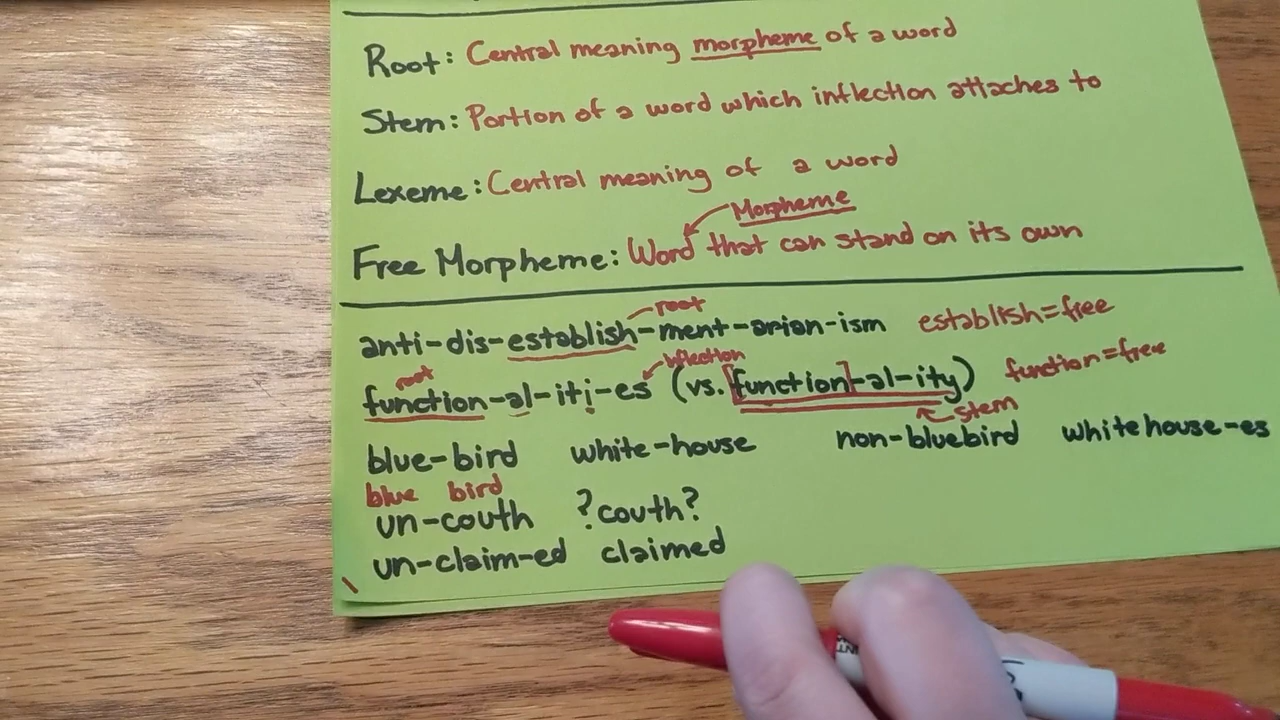 Root: Central meaning morpheme of a word
Stem: Portion of a word which inflection attaches to
Lexeme: Central meaning of a word
Morpheme
Free Morpheme: Word that can stand on its own
root
anti-dis-establish-ment-arian-ism establish=free
root inflection
function-al-iti-es (vs. [function]-al-ity) function=free
stem
blue-bird white-house non-bluebird whitehouse-es
blue bird
un-couth ?couth?
un-claim-ed claimed